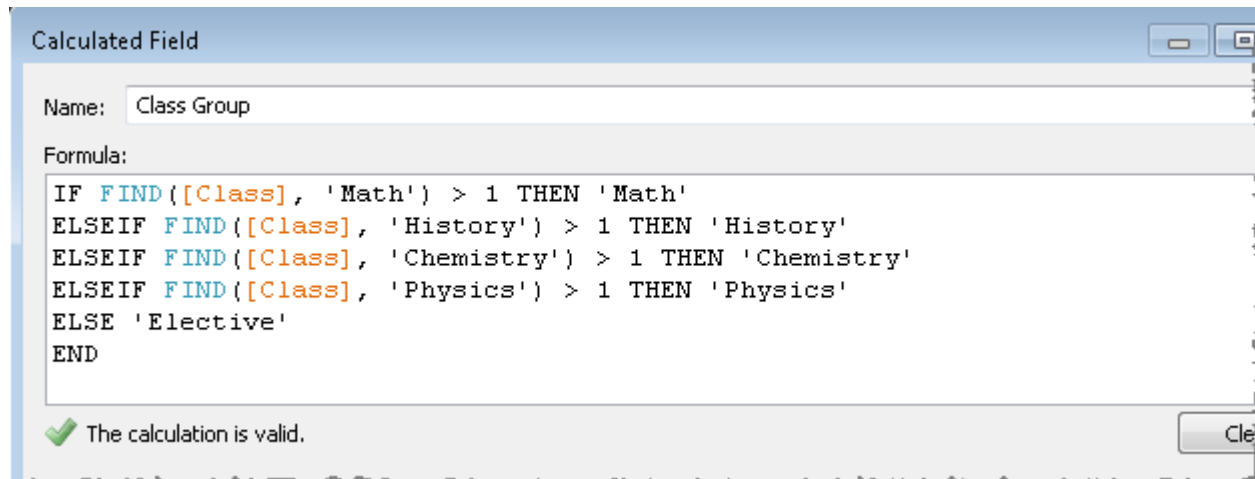 Calculated Field
Name: Class Group
Formula:
IF FIND([Class], 'Math') > 1 THEN 'Math'
ELSEIF FIND([Class], 'History') > 1 THEN 'History'
ELSEIF FIND([Class], 'Chemistry') > 1 THEN 'Chemistry'
ELSEIF FIND([Class], 'Physics') > 1 THEN 'Physics'
ELSE 'Elective'
END
The calculation is valid.
Cle